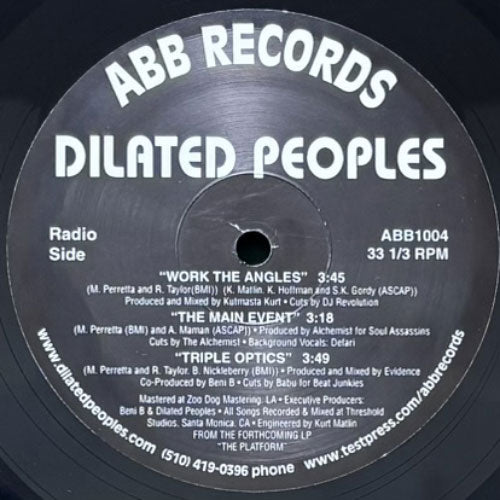 ABB RECORDS
DILATED PEOPLES
Radio
Side
ABB1004
33 1/3 RPM
“WORK THE ANGLES” 3:45
(M. Perretta and R. Taylor(BMI)) (K. Matlin, K. Hoffman and S.K. Gordy (ASCAP))
Produced and Mixed by Kutmasta Kurt • Cuts by DJ Revolution
“THE MAIN EVENT” 3:18
(M. Perretta (BMI) and A. Maman (ASCAP)) • Produced by Alchemist for Soul Assassins
Cuts by The Alchemist • Background Vocals: Defari
“TRIPLE OPTICS” 3:49
(M. Perretta and R. Taylor, B. Nickleberry (BMI)) • Produced and Mixed by Evidence
Co-Produced by Beni B • Cuts by Babu for Beat Junkies
Mastered at Zoo Dog Mastering, LA • Executive Producers:
Beni B & Dilated Peoples • All Songs Recorded & Mixed at Threshold
Studios, Santa Monica, CA • Engineered by Kurt Matlin
FROM THE FORTHCOMING LP
“THE PLATFORM”
www.dilatedpeoples.com (510) 419-0396 phone www.testpress.com/abbrecords